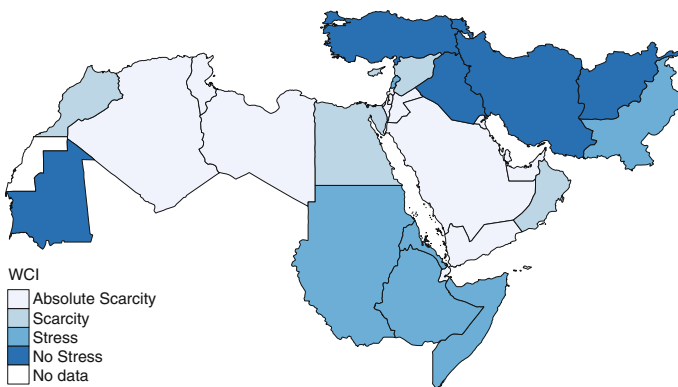 WCI
Absolute Scarcity
Scarcity
Stress
No Stress
No data